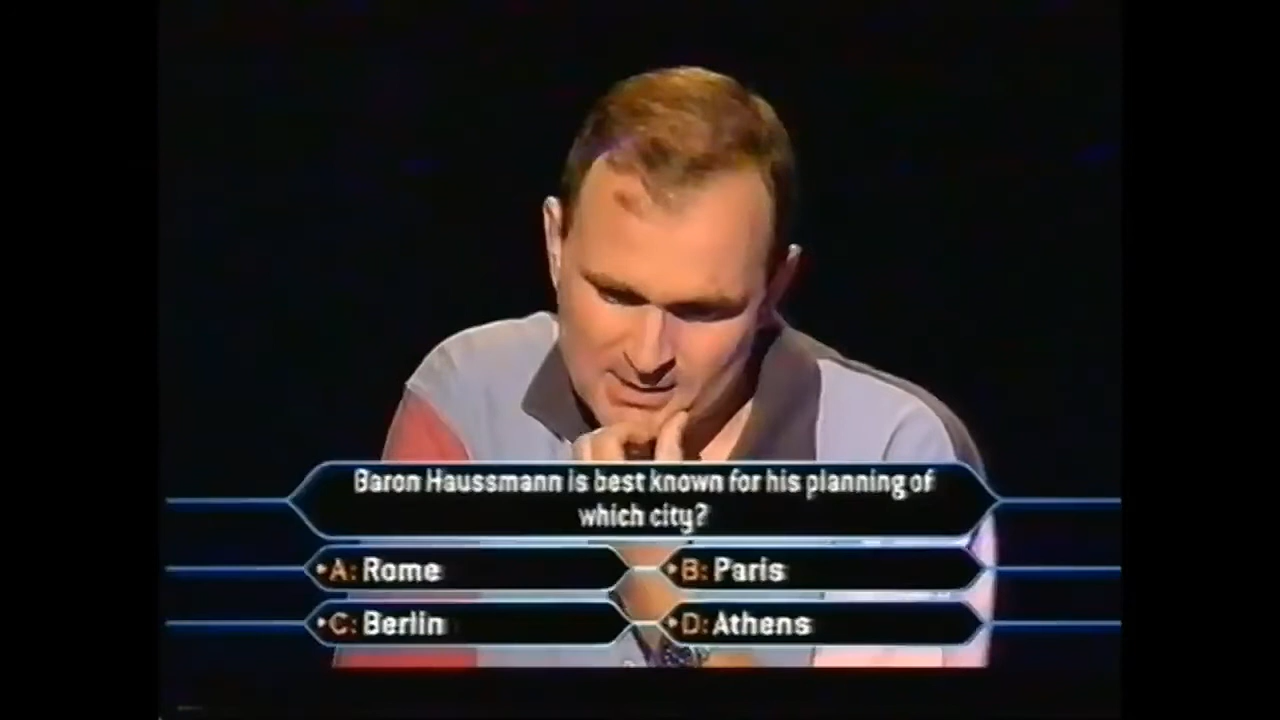 Baron Haussmann is best known for his planning of
which city?
•A: Rome
•B: Paris
•C: Berlin
•D: Athens